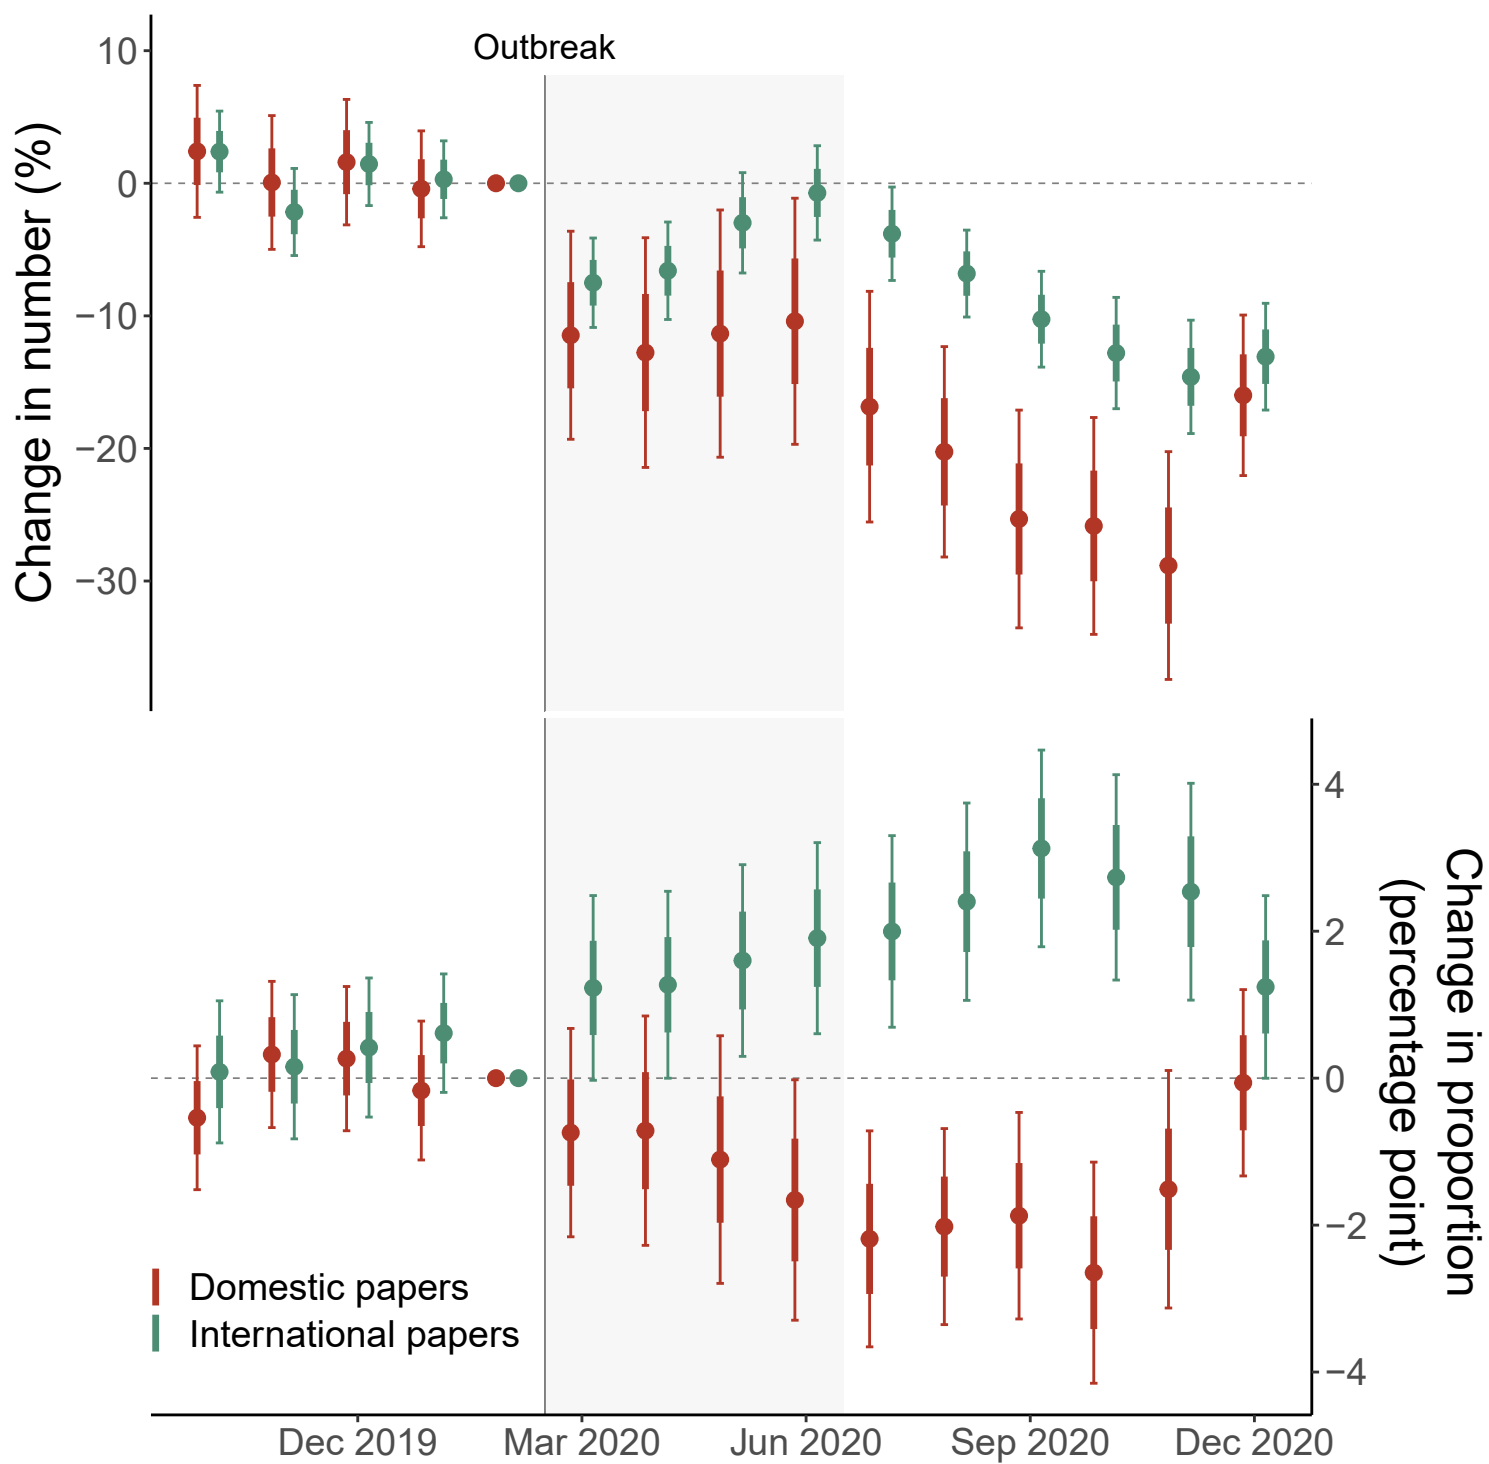 Outbreak
Change in number (%)
10
0
−10
−20
−30
Change in proportion
(percentage point)
4
2
0
−2
−4
Domestic papers
International papers
Dec 2019
Mar 2020
Jun 2020
Sep 2020
Dec 2020